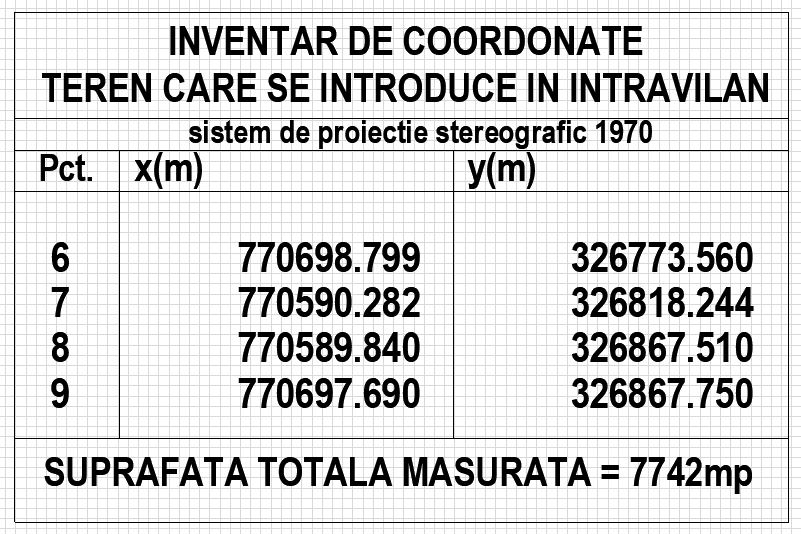 INVENTAR DE COORDONATE
TEREN CARE SE INTRODUCE IN INTRAVILAN
sistem de proiectie stereografic 1970
Pct. x(m) y(m)
6 770698.799 326773.560
7 770590.282 326818.244
8 770589.840 326867.510
9 770697.690 326867.750
SUPRAFATA TOTALA MASURATA = 7742mp